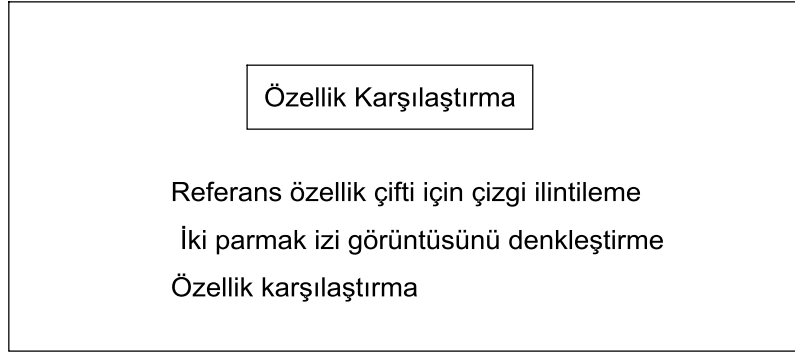 Özellik Karşılaştırma
Referans özellik çifti için çizgi ilintileme
İki parmak izi görüntüsünü denkleştirme
Özellik karşılaştırma